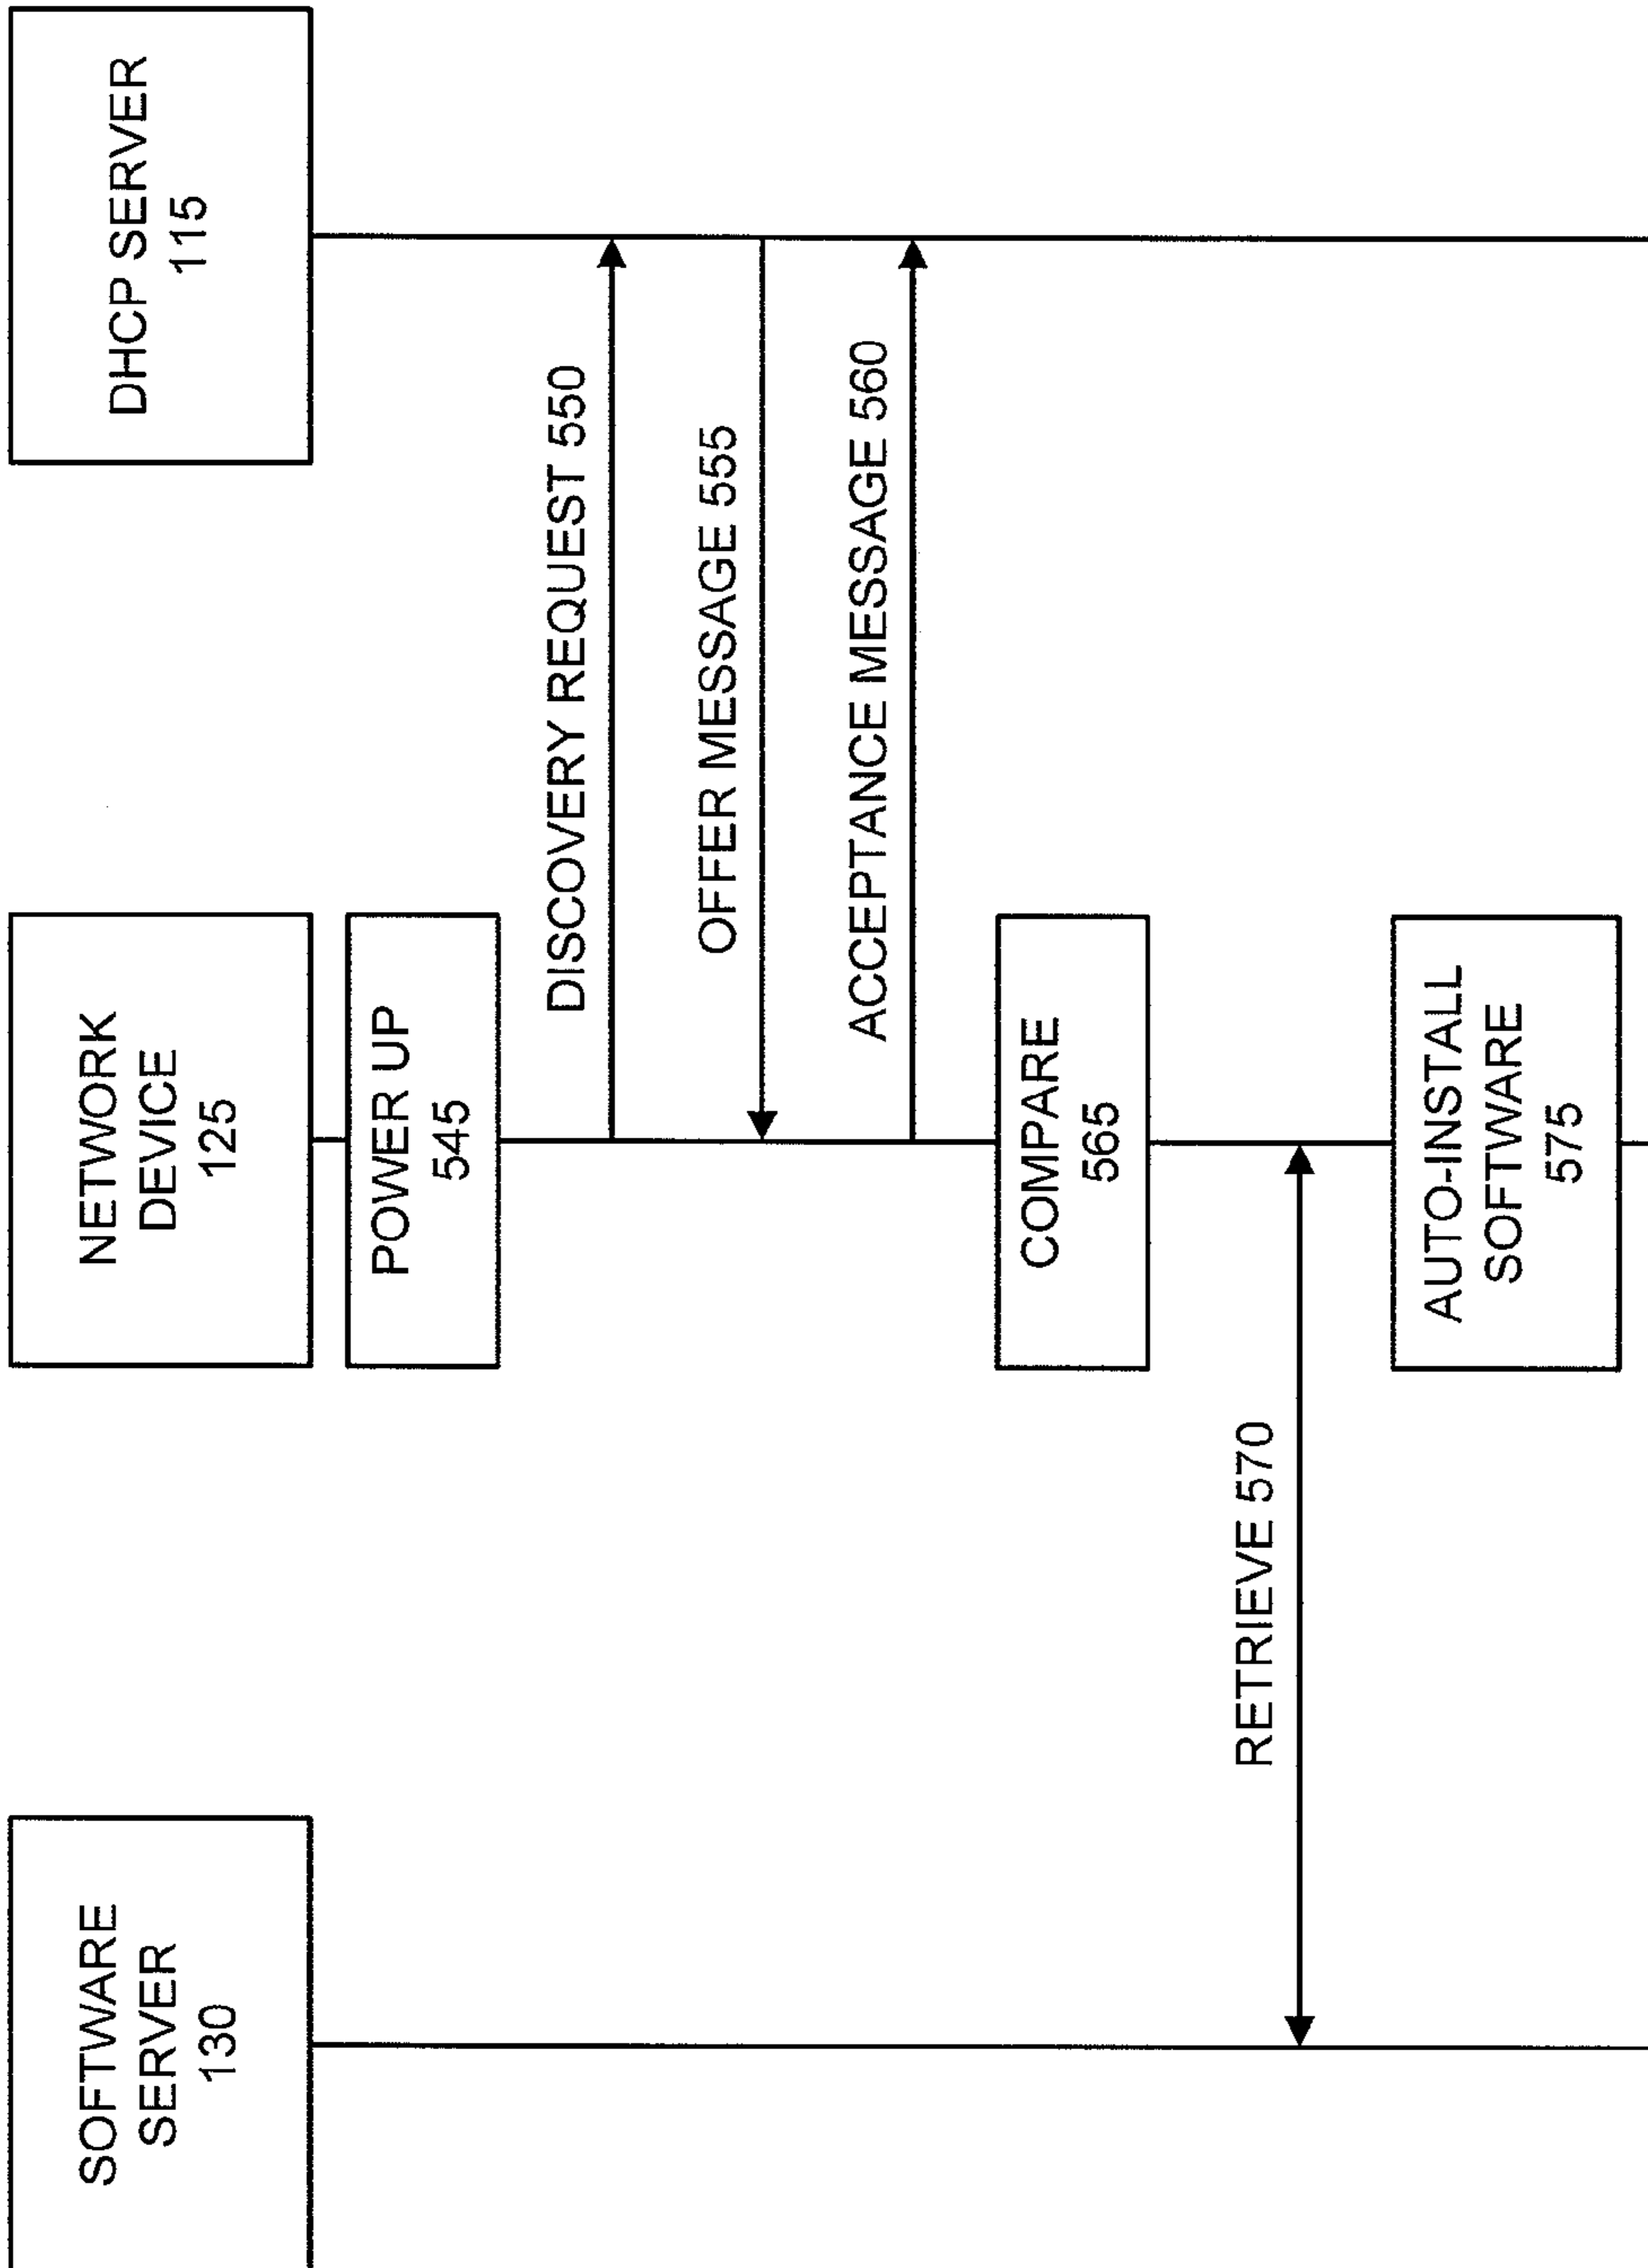 SOFTWARE
SERVER
130
NETWORK
DEVICE
125
DHCP SERVER
115
POWER UP
545
DISCOVERY REQUEST 550
OFFER MESSAGE 555
ACCEPTANCE MESSAGE 560
COMPARE
565
RETRIEVE 570
AUTO-INSTALL
SOFTWARE
575